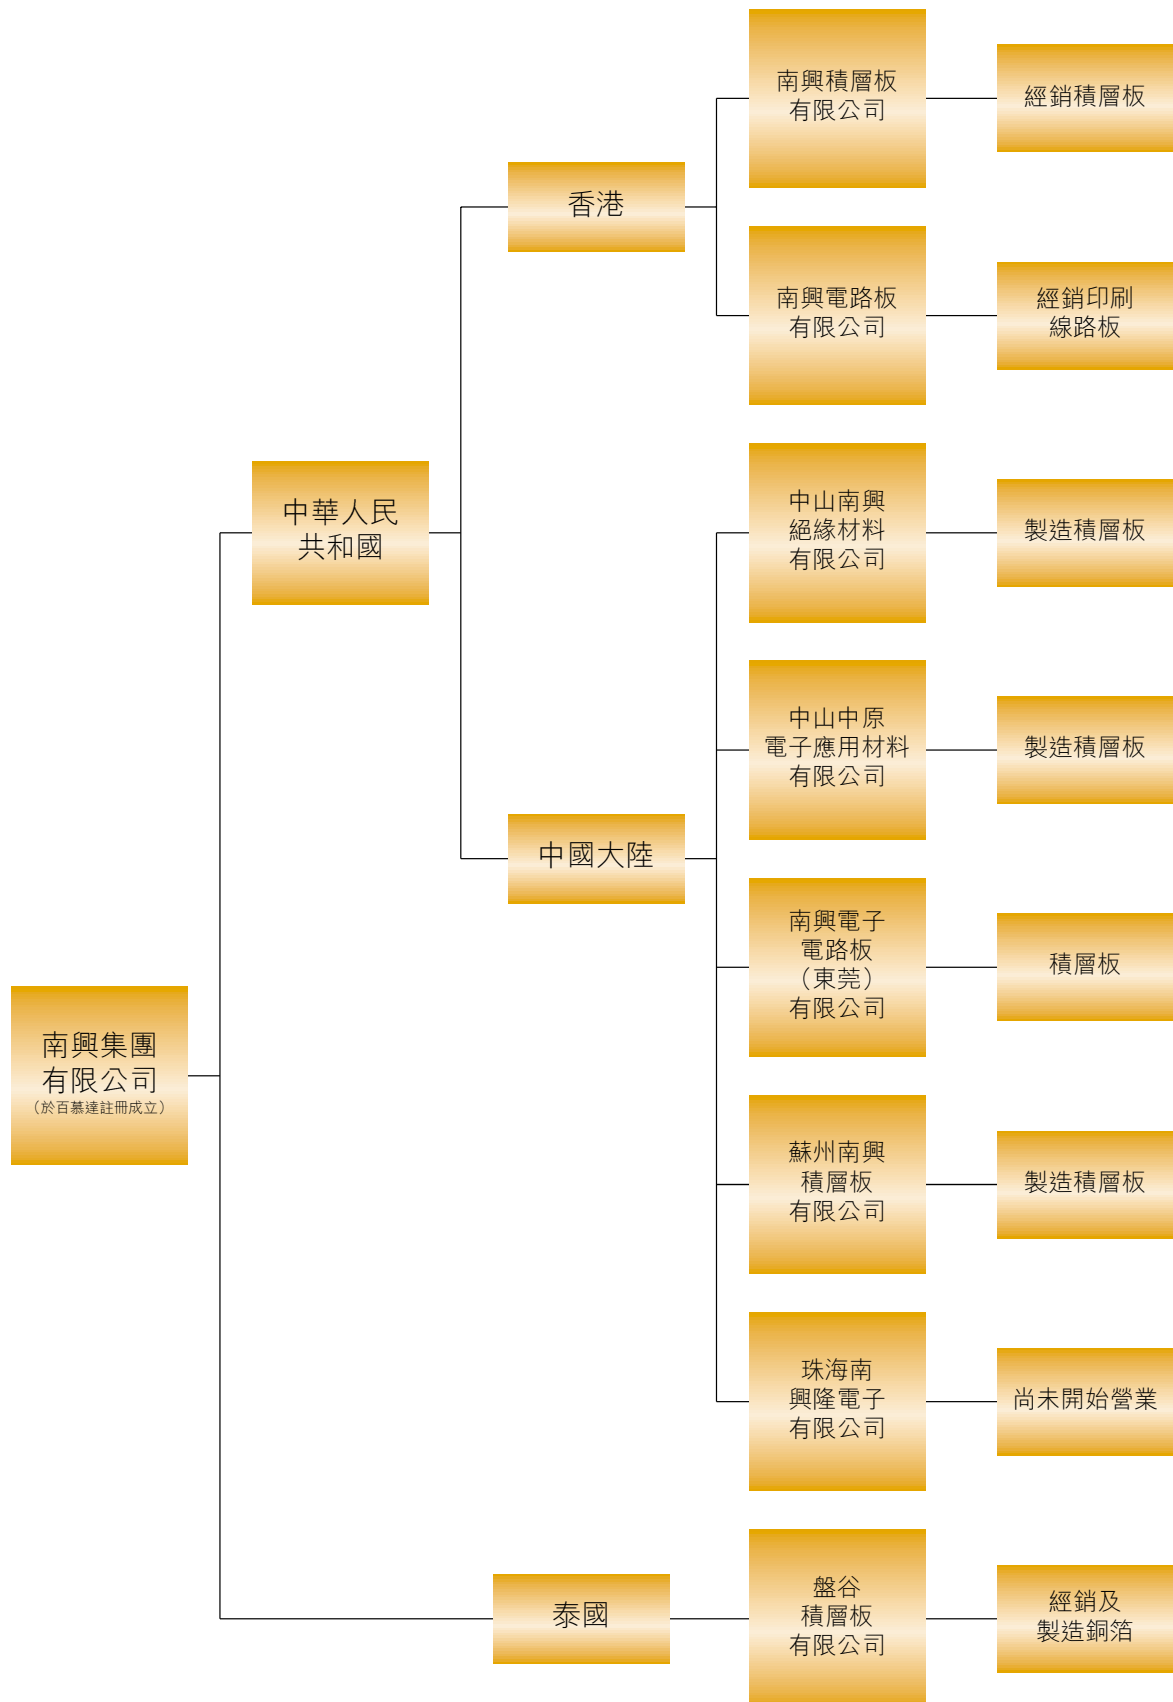 南興集團
有限公司
（於百慕達註冊成立）
中華人民
共和國
香港
南興積層板
有限公司
經銷積層板
南興電路板
有限公司
經銷印刷
線路板
中國大陸
中山南興
絕緣材料
有限公司
製造積層板
中山中原
電子應用材料
有限公司
製造積層板
南興電子
電路板
（東莞）
有限公司
積層板
蘇州南興
積層板
有限公司
製造積層板
珠海南
興隆電子
有限公司
尚未開始營業
泰國
盤谷
積層板
有限公司
經銷及
製造銅箔